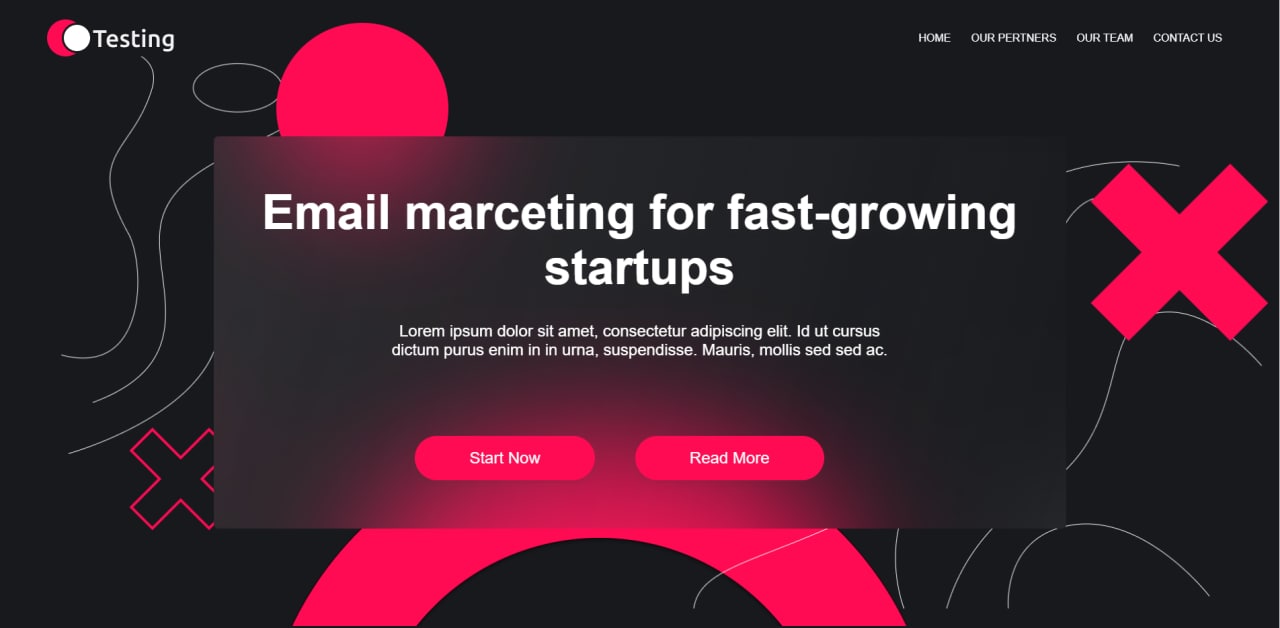 Testing
HOME OUR PERTNERS OUR TEAM CONTACT US
Email marceting for fast-growing
startups
Lorem ipsum dolor sit amet, consectetur adipiscing elit. Id ut cursus
dictum purus enim in in urna, suspendisse. Mauris, mollis sed sed ac.
Start Now Read More